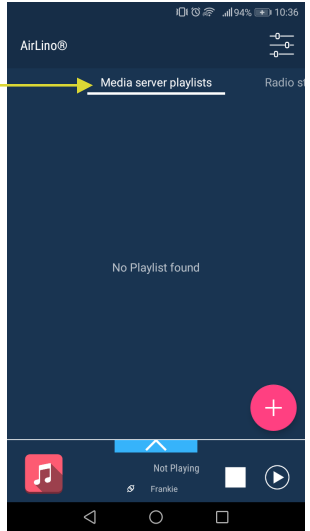 94% 10:36
AirLino®
Media server playlists Radio st
No Playlist found
Not Playing
Frankie